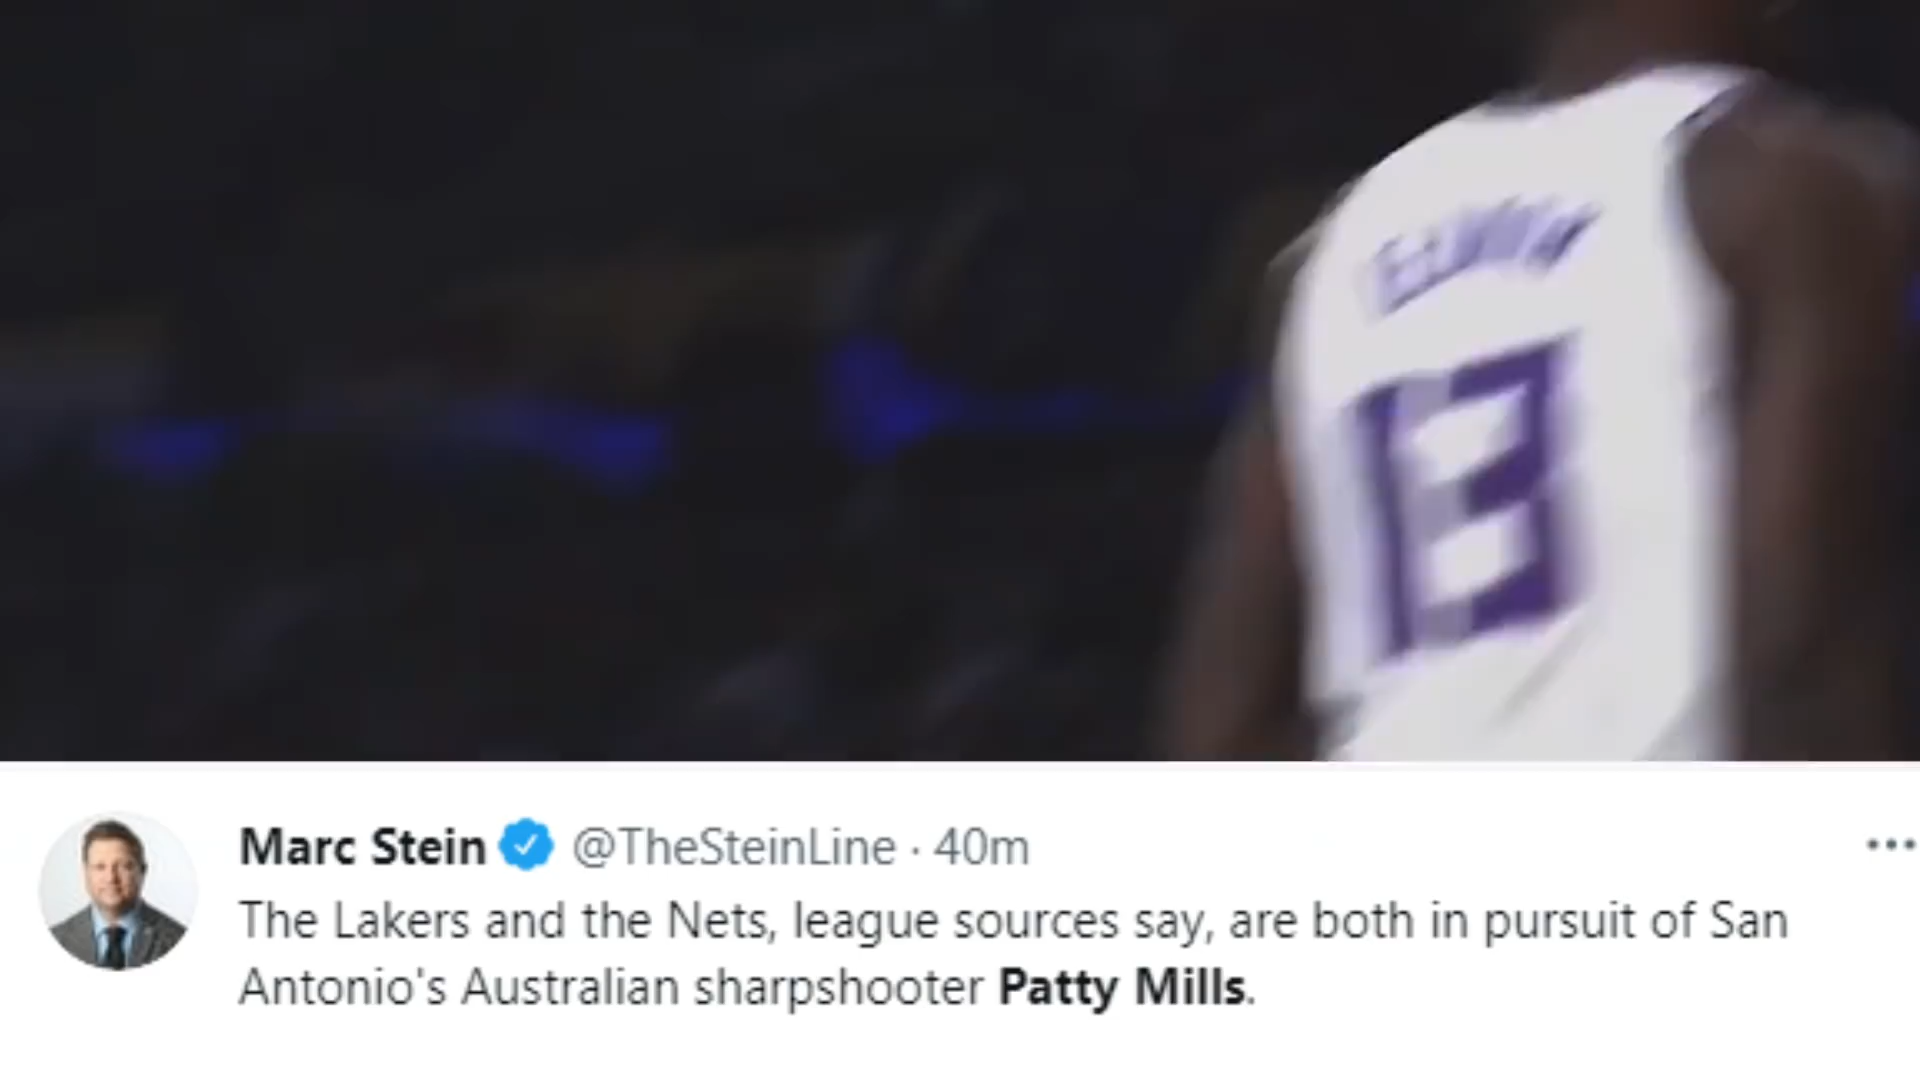 Marc Stein @TheSteinLine · 40m
The Lakers and the Nets, league sources say, are both in pursuit of San
Antonio's Australian sharpshooter Patty Mills.